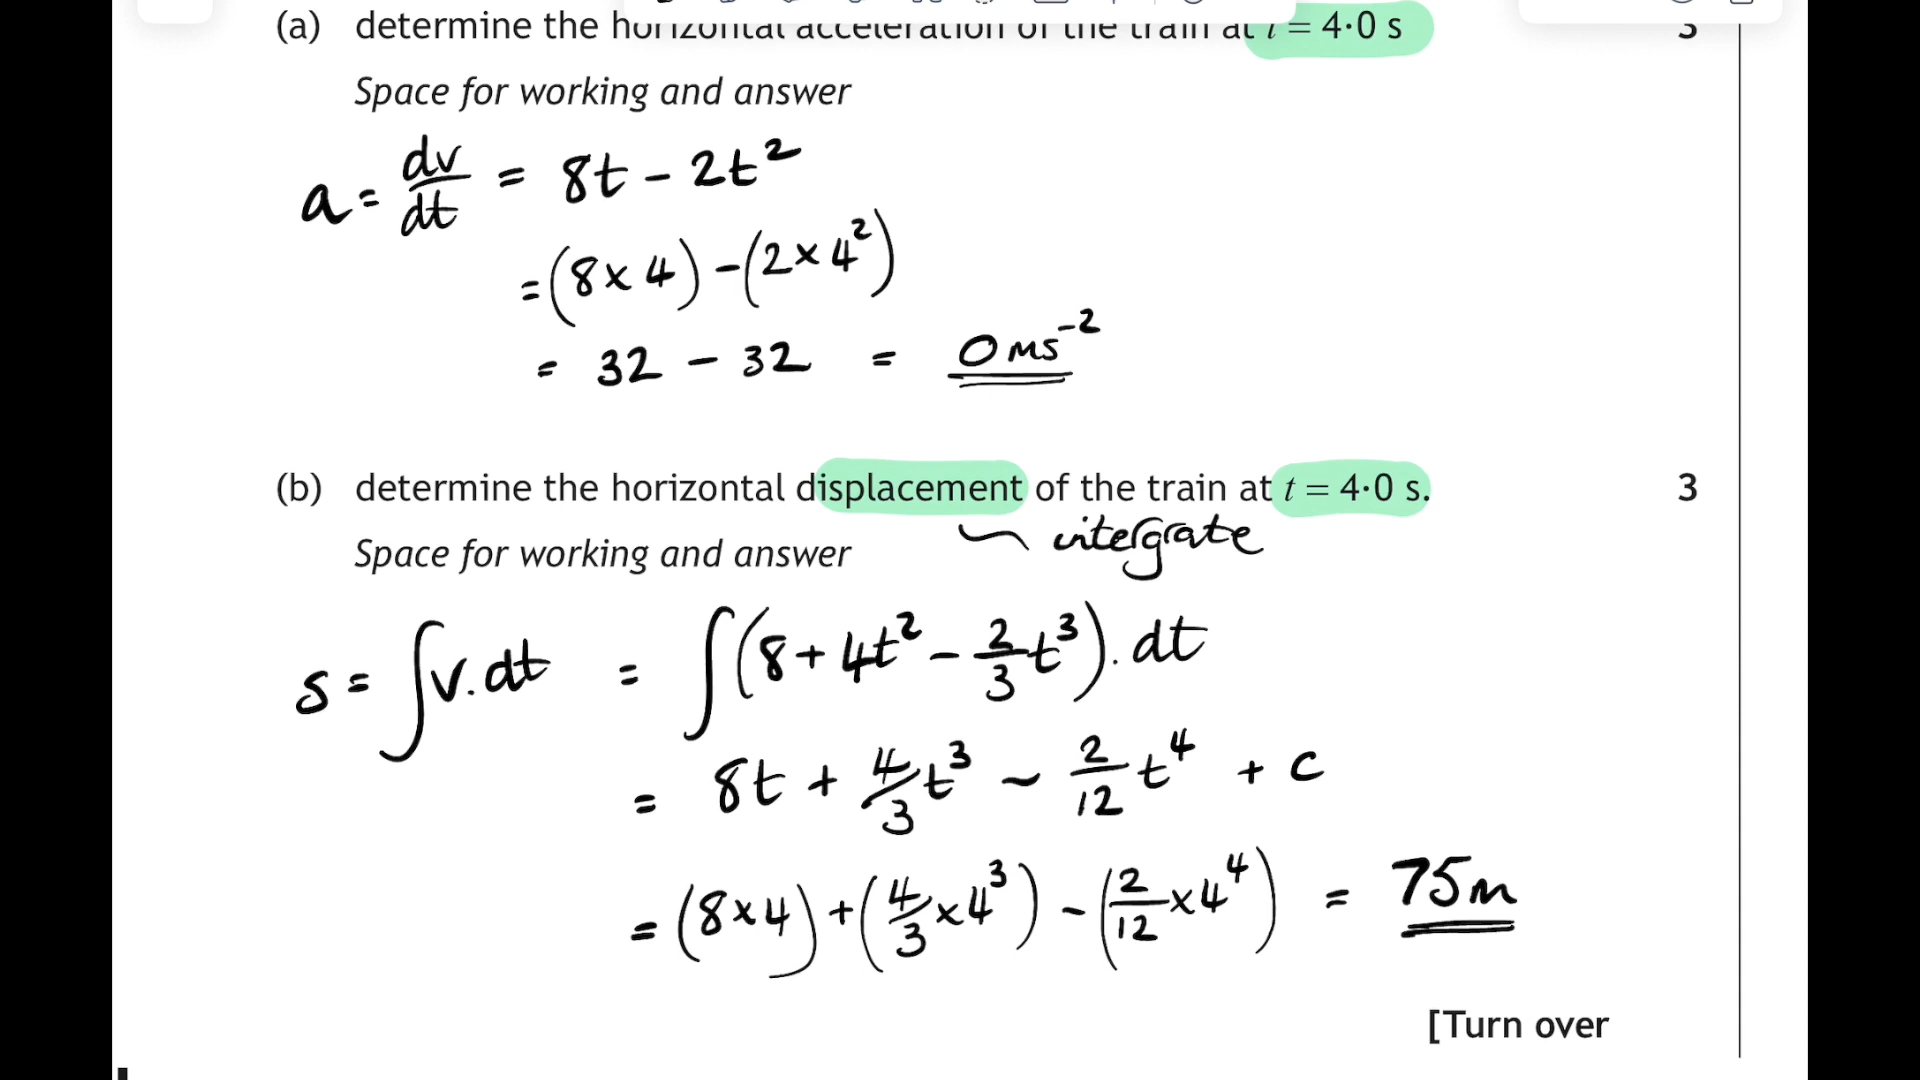 (a) determine the horizontal acceleration of the train at t = 4·0 s 3
Space for working and answer
a = dv/dt = 8t - 2t²
= (8 × 4) - (2 × 4²)
= 32 - 32 = 0 ms⁻²
(b) determine the horizontal displacement of the train at t = 4·0 s. 3
intergrate
Space for working and answer
s = ∫v.dt = ∫(8 + 4t² - 2/3 t³).dt
= 8t + 4/3 t³ - 2/12 t⁴ + c
= (8×4) + (4/3 × 4³) - (2/12 × 4⁴) = 75m
[Turn over